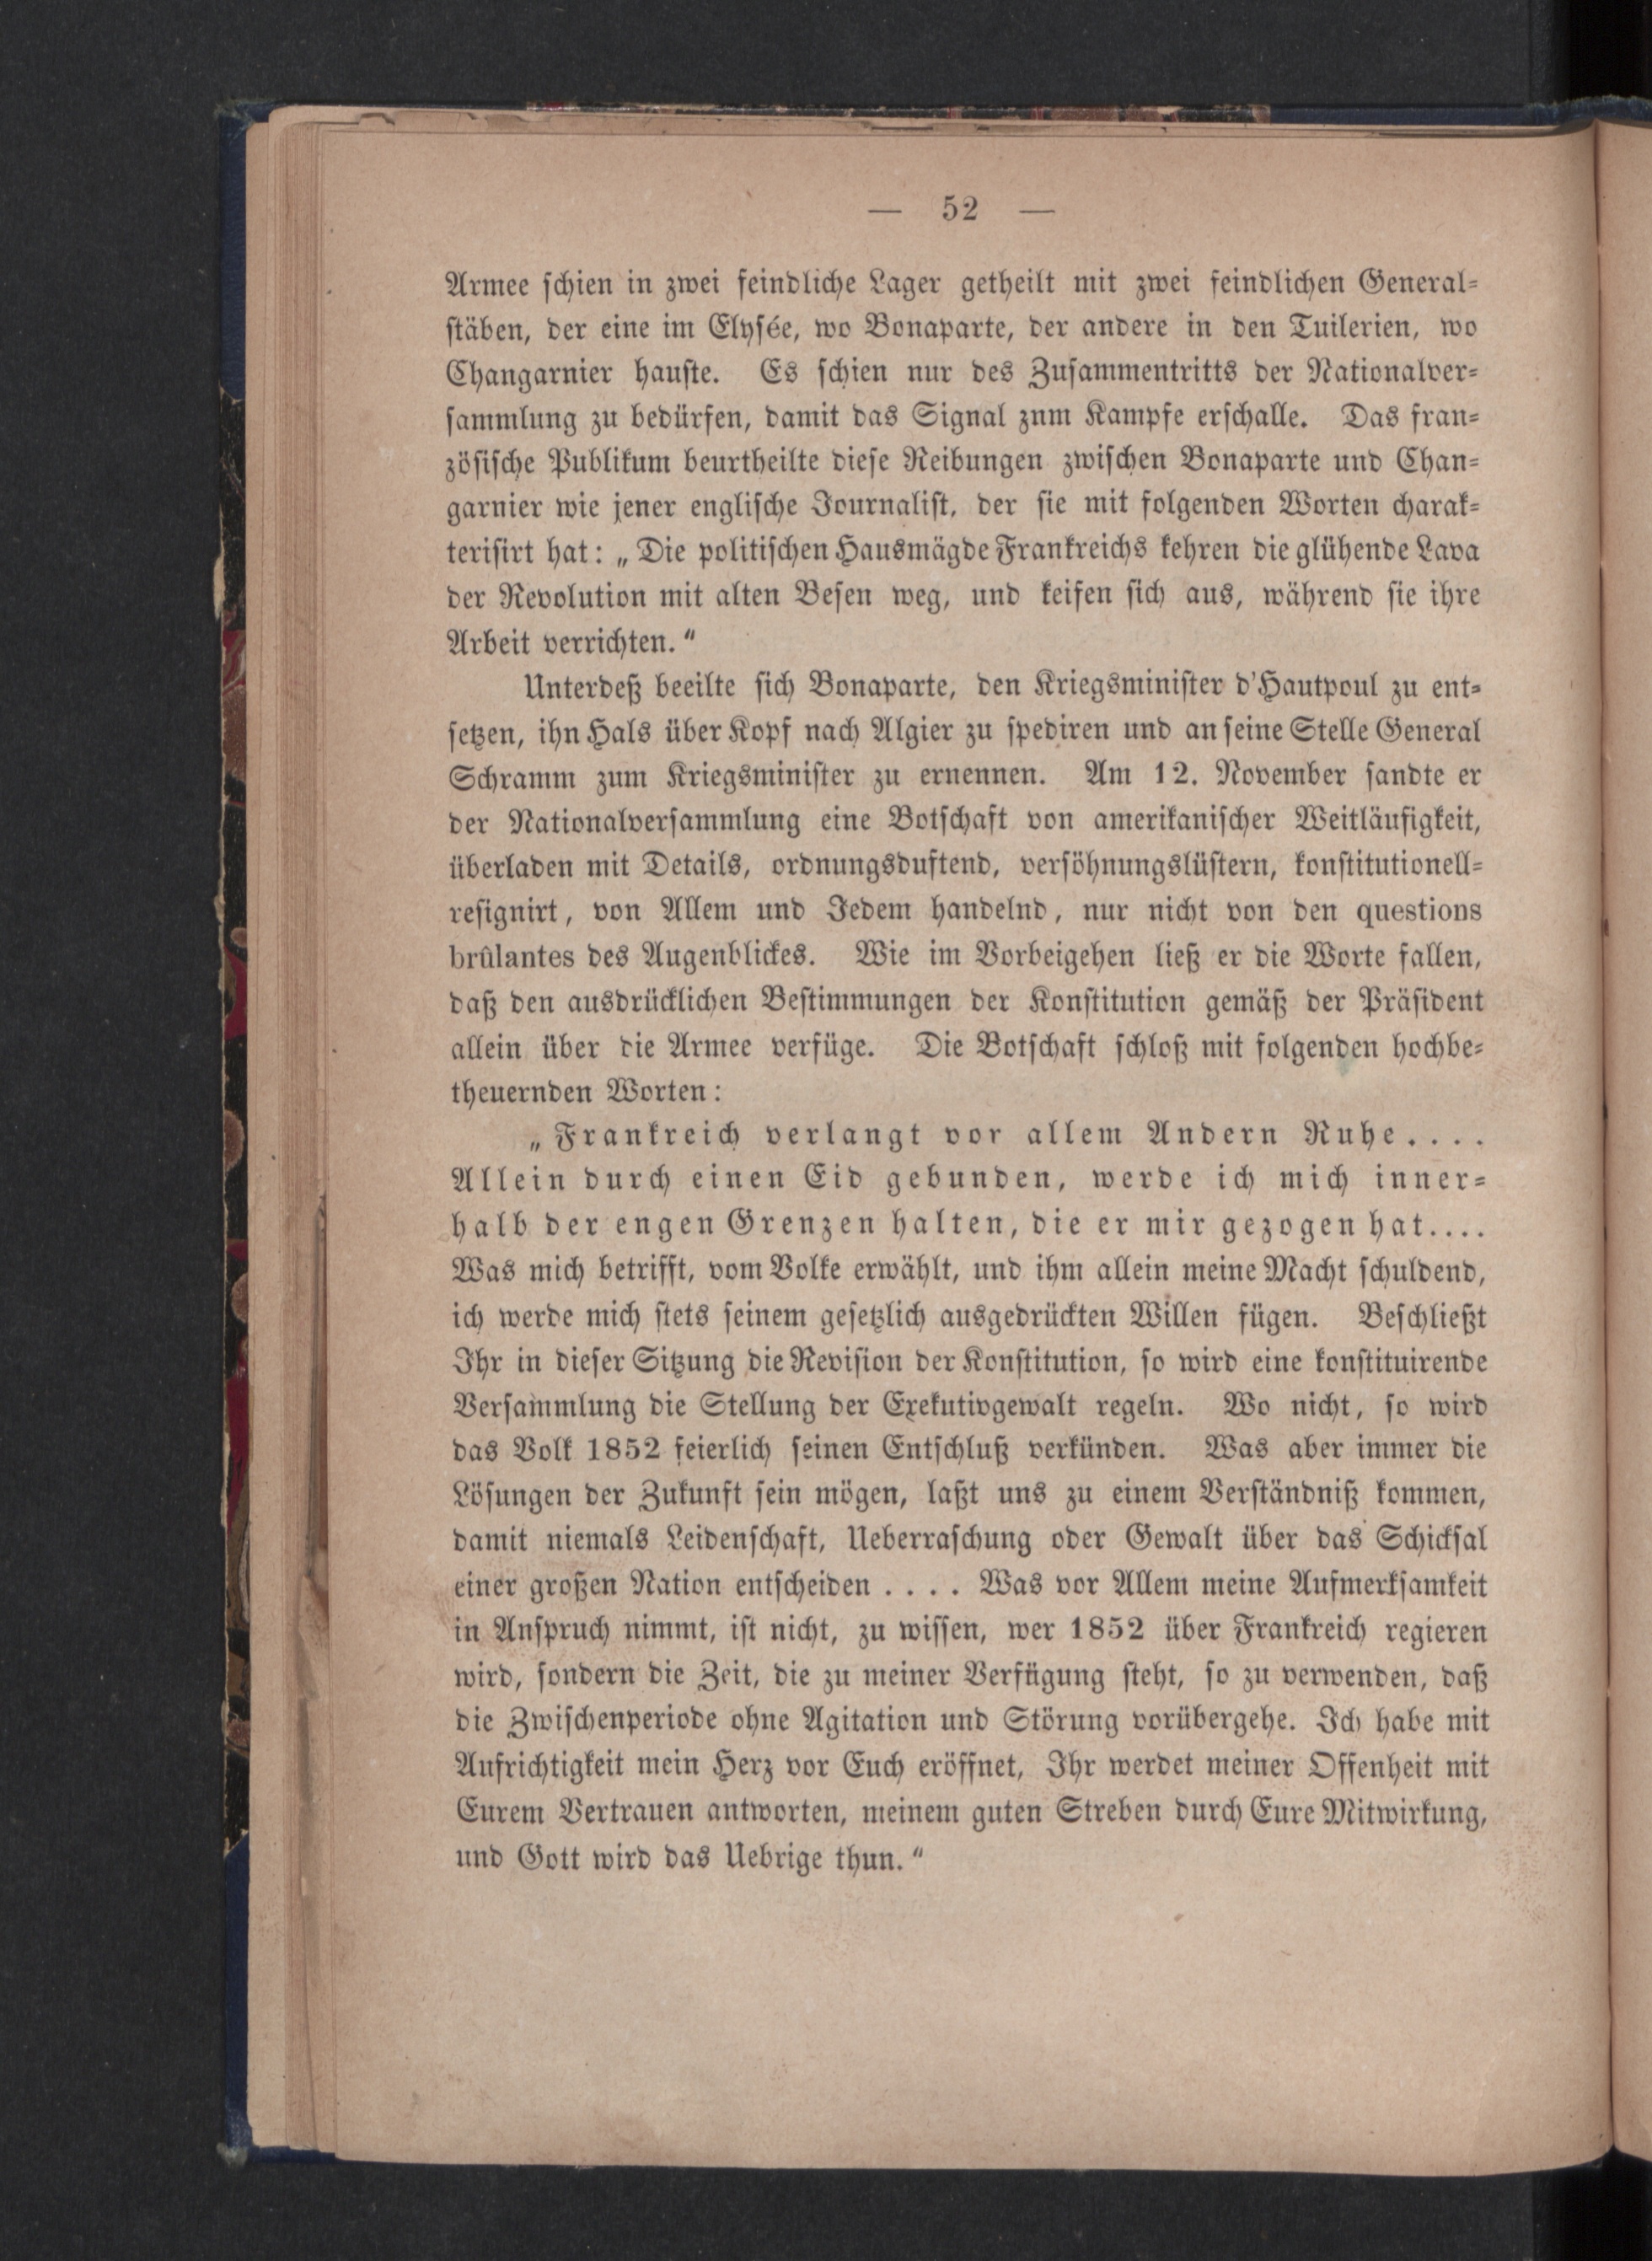 — 52 —
Armee schien in zwei feindliche Lager getheilt mit zwei feindlichen General-
stäben, der eine im Elysée, wo Bonaparte, der andere in den Tuilerien, wo
Changarnier hauste. Es schien nur des Zusammentritts der Nationalver-
sammlung zu bedürfen, damit das Signal zum Kampfe erschalle. Das fran-
zösische Publikum beurtheilte diese Reibungen zwischen Bonaparte und Chan-
garnier wie jener englische Journalist, der sie mit folgenden Worten charak-
terisirt hat: „Die politischen Hausmägde Frankreichs kehren die glühende Lava
der Revolution mit alten Besen weg, und keifen sich aus, während sie ihre
Arbeit verrichten.“
Unterdeß beeilte sich Bonaparte, den Kriegsminister d'Hautpoul zu ent-
setzen, ihn Hals über Kopf nach Algier zu spediren und an seine Stelle General
Schramm zum Kriegsminister zu ernennen. Am 12. November sandte er
der Nationalversammlung eine Botschaft von amerikanischer Weitläufigkeit,
überladen mit Details, ordnungsduftend, versöhnungslüstern, konstitutionell-
resignirt, von Allem und Jedem handelnd, nur nicht von den questions
brûlantes des Augenblickes. Wie im Vorbeigehen ließ er die Worte fallen,
daß den ausdrücklichen Bestimmungen der Konstitution gemäß der Präsident
allein über die Armee verfüge. Die Botschaft schloß mit folgenden hochbe-
theuernden Worten:
„Frankreich verlangt vor allem Andern Ruhe....
Allein durch einen Eid gebunden, werde ich mich inner-
halb der engen Grenzen halten, die er mir gezogen hat....
Was mich betrifft, vom Volke erwählt, und ihm allein meine Macht schuldend,
ich werde mich stets seinem gesetzlich ausgedrückten Willen fügen. Beschließt
Ihr in dieser Sitzung die Revision der Konstitution, so wird eine konstituirende
Versammlung die Stellung der Exekutivgewalt regeln. Wo nicht, so wird
das Volk 1852 feierlich seinen Entschluß verkünden. Was aber immer die
Lösungen der Zukunft sein mögen, laßt uns zu einem Verständniß kommen,
damit niemals Leidenschaft, Ueberraschung oder Gewalt über das Schicksal
einer großen Nation entscheiden . . . . Was vor Allem meine Aufmerksamkeit
in Anspruch nimmt, ist nicht, zu wissen, wer 1852 über Frankreich regieren
wird, sondern die Zeit, die zu meiner Verfügung steht, so zu verwenden, daß
die Zwischenperiode ohne Agitation und Störung vorübergehe. Ich habe mit
Aufrichtigkeit mein Herz vor Euch eröffnet, Ihr werdet meiner Offenheit mit
Eurem Vertrauen antworten, meinem guten Streben durch Eure Mitwirkung,
und Gott wird das Uebrige thun.“